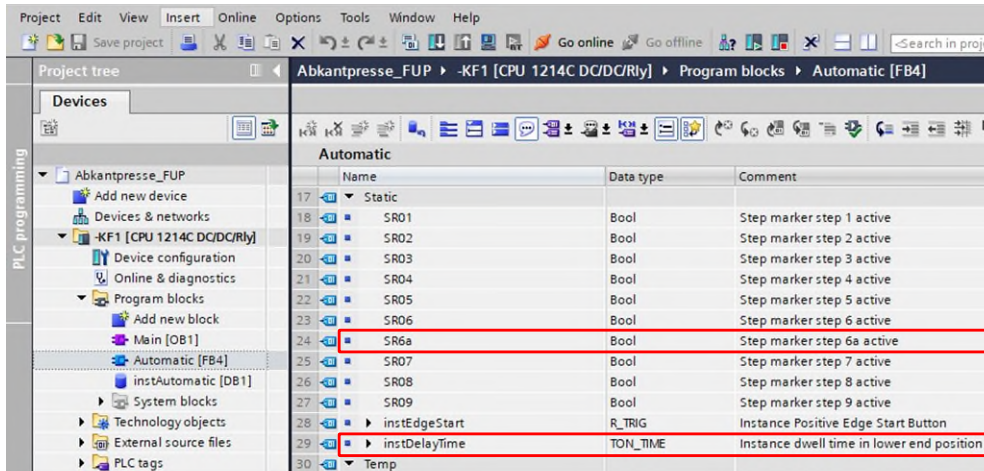 Project Edit View Insert Online Options Tools Window Help
Save project Go online Go offline <Search in proj
Project tree
Abkantpresse_FUP -KF1 [CPU 1214C DC/DC/Rly] Program blocks Automatic [FB4]
Devices
PLC programming
Abkantpresse_FUP
Add new device
Devices & networks
-KF1 [CPU 1214C DC/DC/Rly]
Device configuration
Online & diagnostics
Program blocks
Add new block
Main [OB1]
Automatic [FB4]
instAutomatic [DB1]
System blocks
Technology objects
External source files
PLC tags
Automatic
Name Data type Comment
17 Static
18 SR01 Bool Step marker step 1 active
19 SR02 Bool Step marker step 2 active
20 SR03 Bool Step marker step 3 active
21 SR04 Bool Step marker step 4 active
22 SR05 Bool Step marker step 5 active
23 SR06 Bool Step marker step 6 active
24 SR6a Bool Step marker step 6a active
25 SR07 Bool Step marker step 7 active
26 SR08 Bool Step marker step 8 active
27 SR09 Bool Step marker step 9 active
28 instEdgeStart R_TRIG Instance Positive Edge Start Button
29 instDelayTime TON_TIME Instance dwell time in lower end position
30 Temp